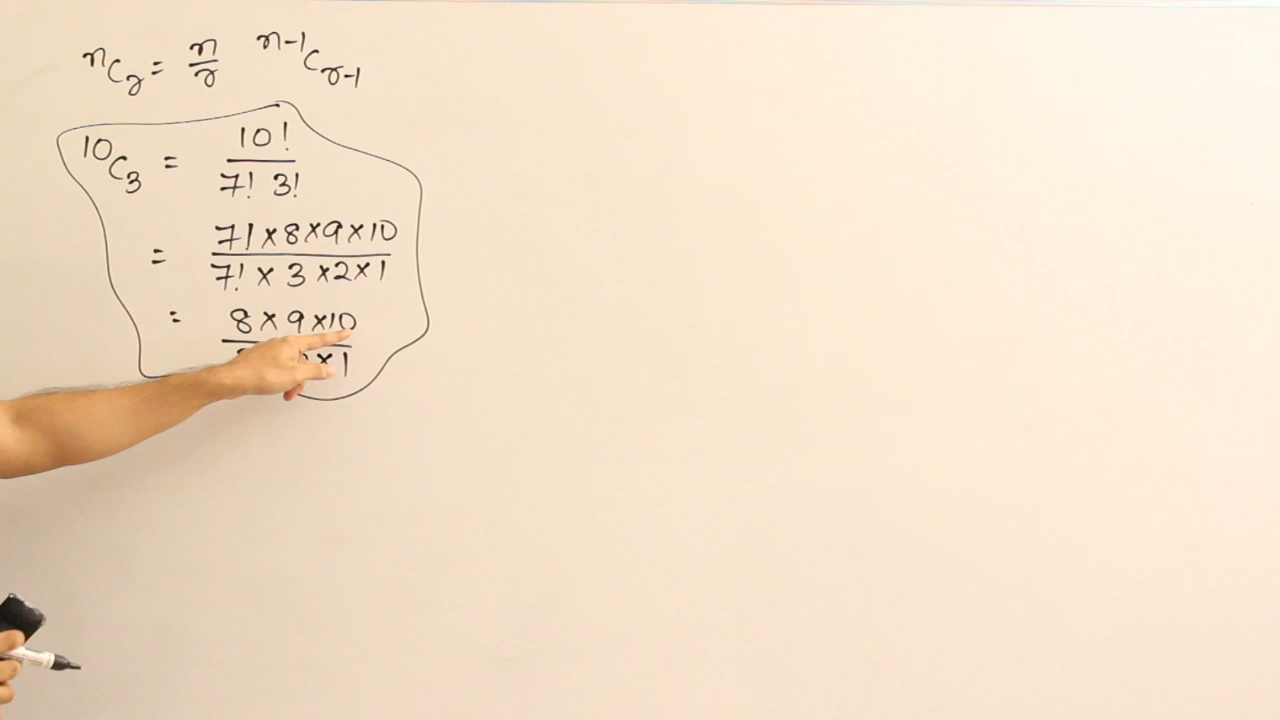 ⁿCᵣ = n/r ⁿ⁻¹Cᵣ₋₁
¹⁰C₃ = 10! / 7! 3!
= 7! × 8 × 9 × 10 / 7! × 3 × 2 × 1
= 8 × 9 × 10 / × 1